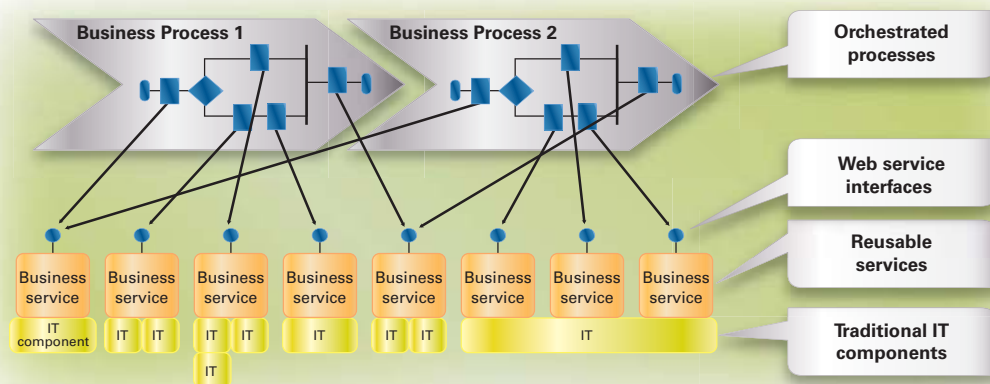 Business Process 1
Business Process 2
Orchestrated
processes
Web service
interfaces
Business
service
Business
service
Business
service
Business
service
Business
service
Business
service
Business
service
Business
service
Reusable
services
IT
component
IT
IT
IT
IT
IT
IT
IT
IT
IT
Traditional IT
components